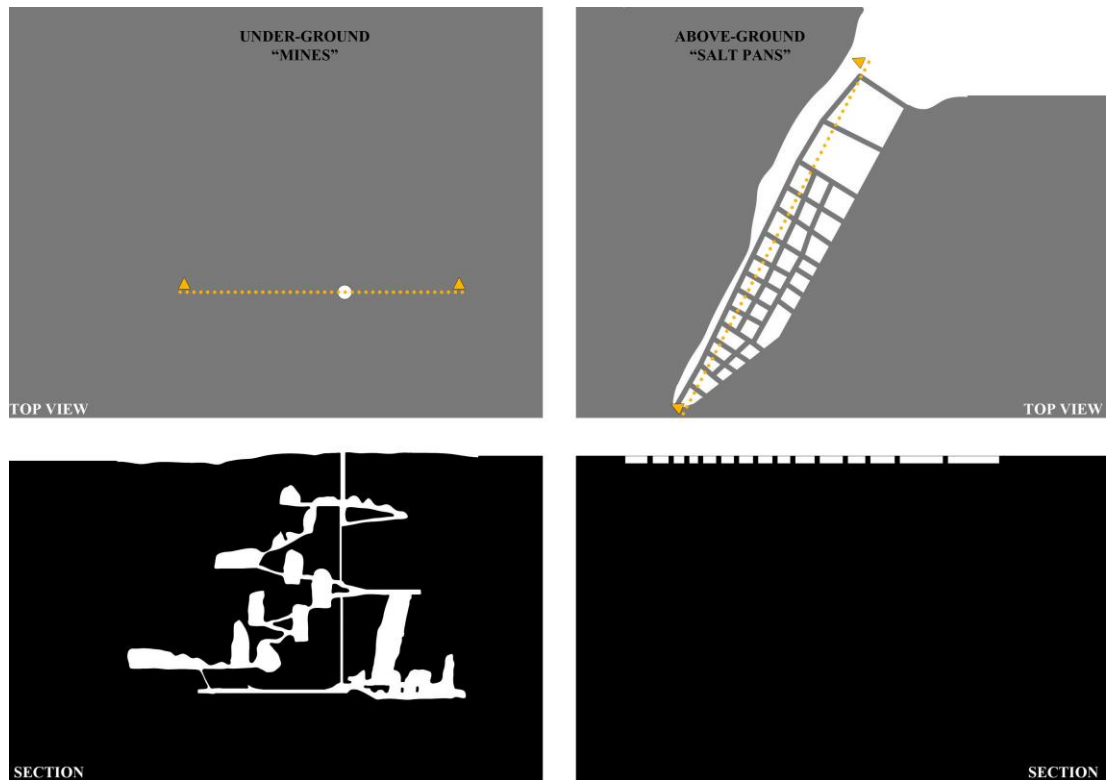 UNDER-GROUND
“MINES”
TOP VIEW
ABOVE-GROUND
“SALT PANS”
TOP VIEW
SECTION
SECTION